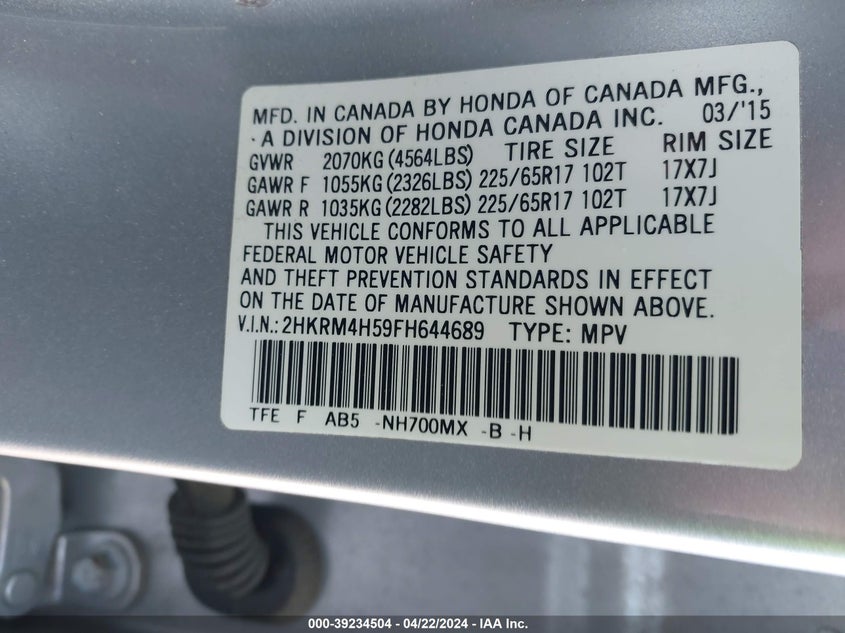 MFD. IN CANADA BY HONDA OF CANADA MFG.,
A DIVISION OF HONDA CANADA INC. 03/'15
GVWR 2070KG(4564LBS) TIRE SIZE RIM SIZE
GAWR F 1055KG(2326LBS) 225/65R17 102T 17X7J
GAWR R 1035KG(2282LBS) 225/65R17 102T 17X7J
THIS VEHICLE CONFORMS TO ALL APPLICABLE
FEDERAL MOTOR VEHICLE SAFETY
AND THEFT PREVENTION STANDARDS IN EFFECT
ON THE DATE OF MANUFACTURE SHOWN ABOVE.
V.I.N.: 2HKRM4H59FH644689 TYPE: MPV
TFE F AB5 -NH700MX -B -H
000-39234504 - 04/22/2024 - IAA Inc.